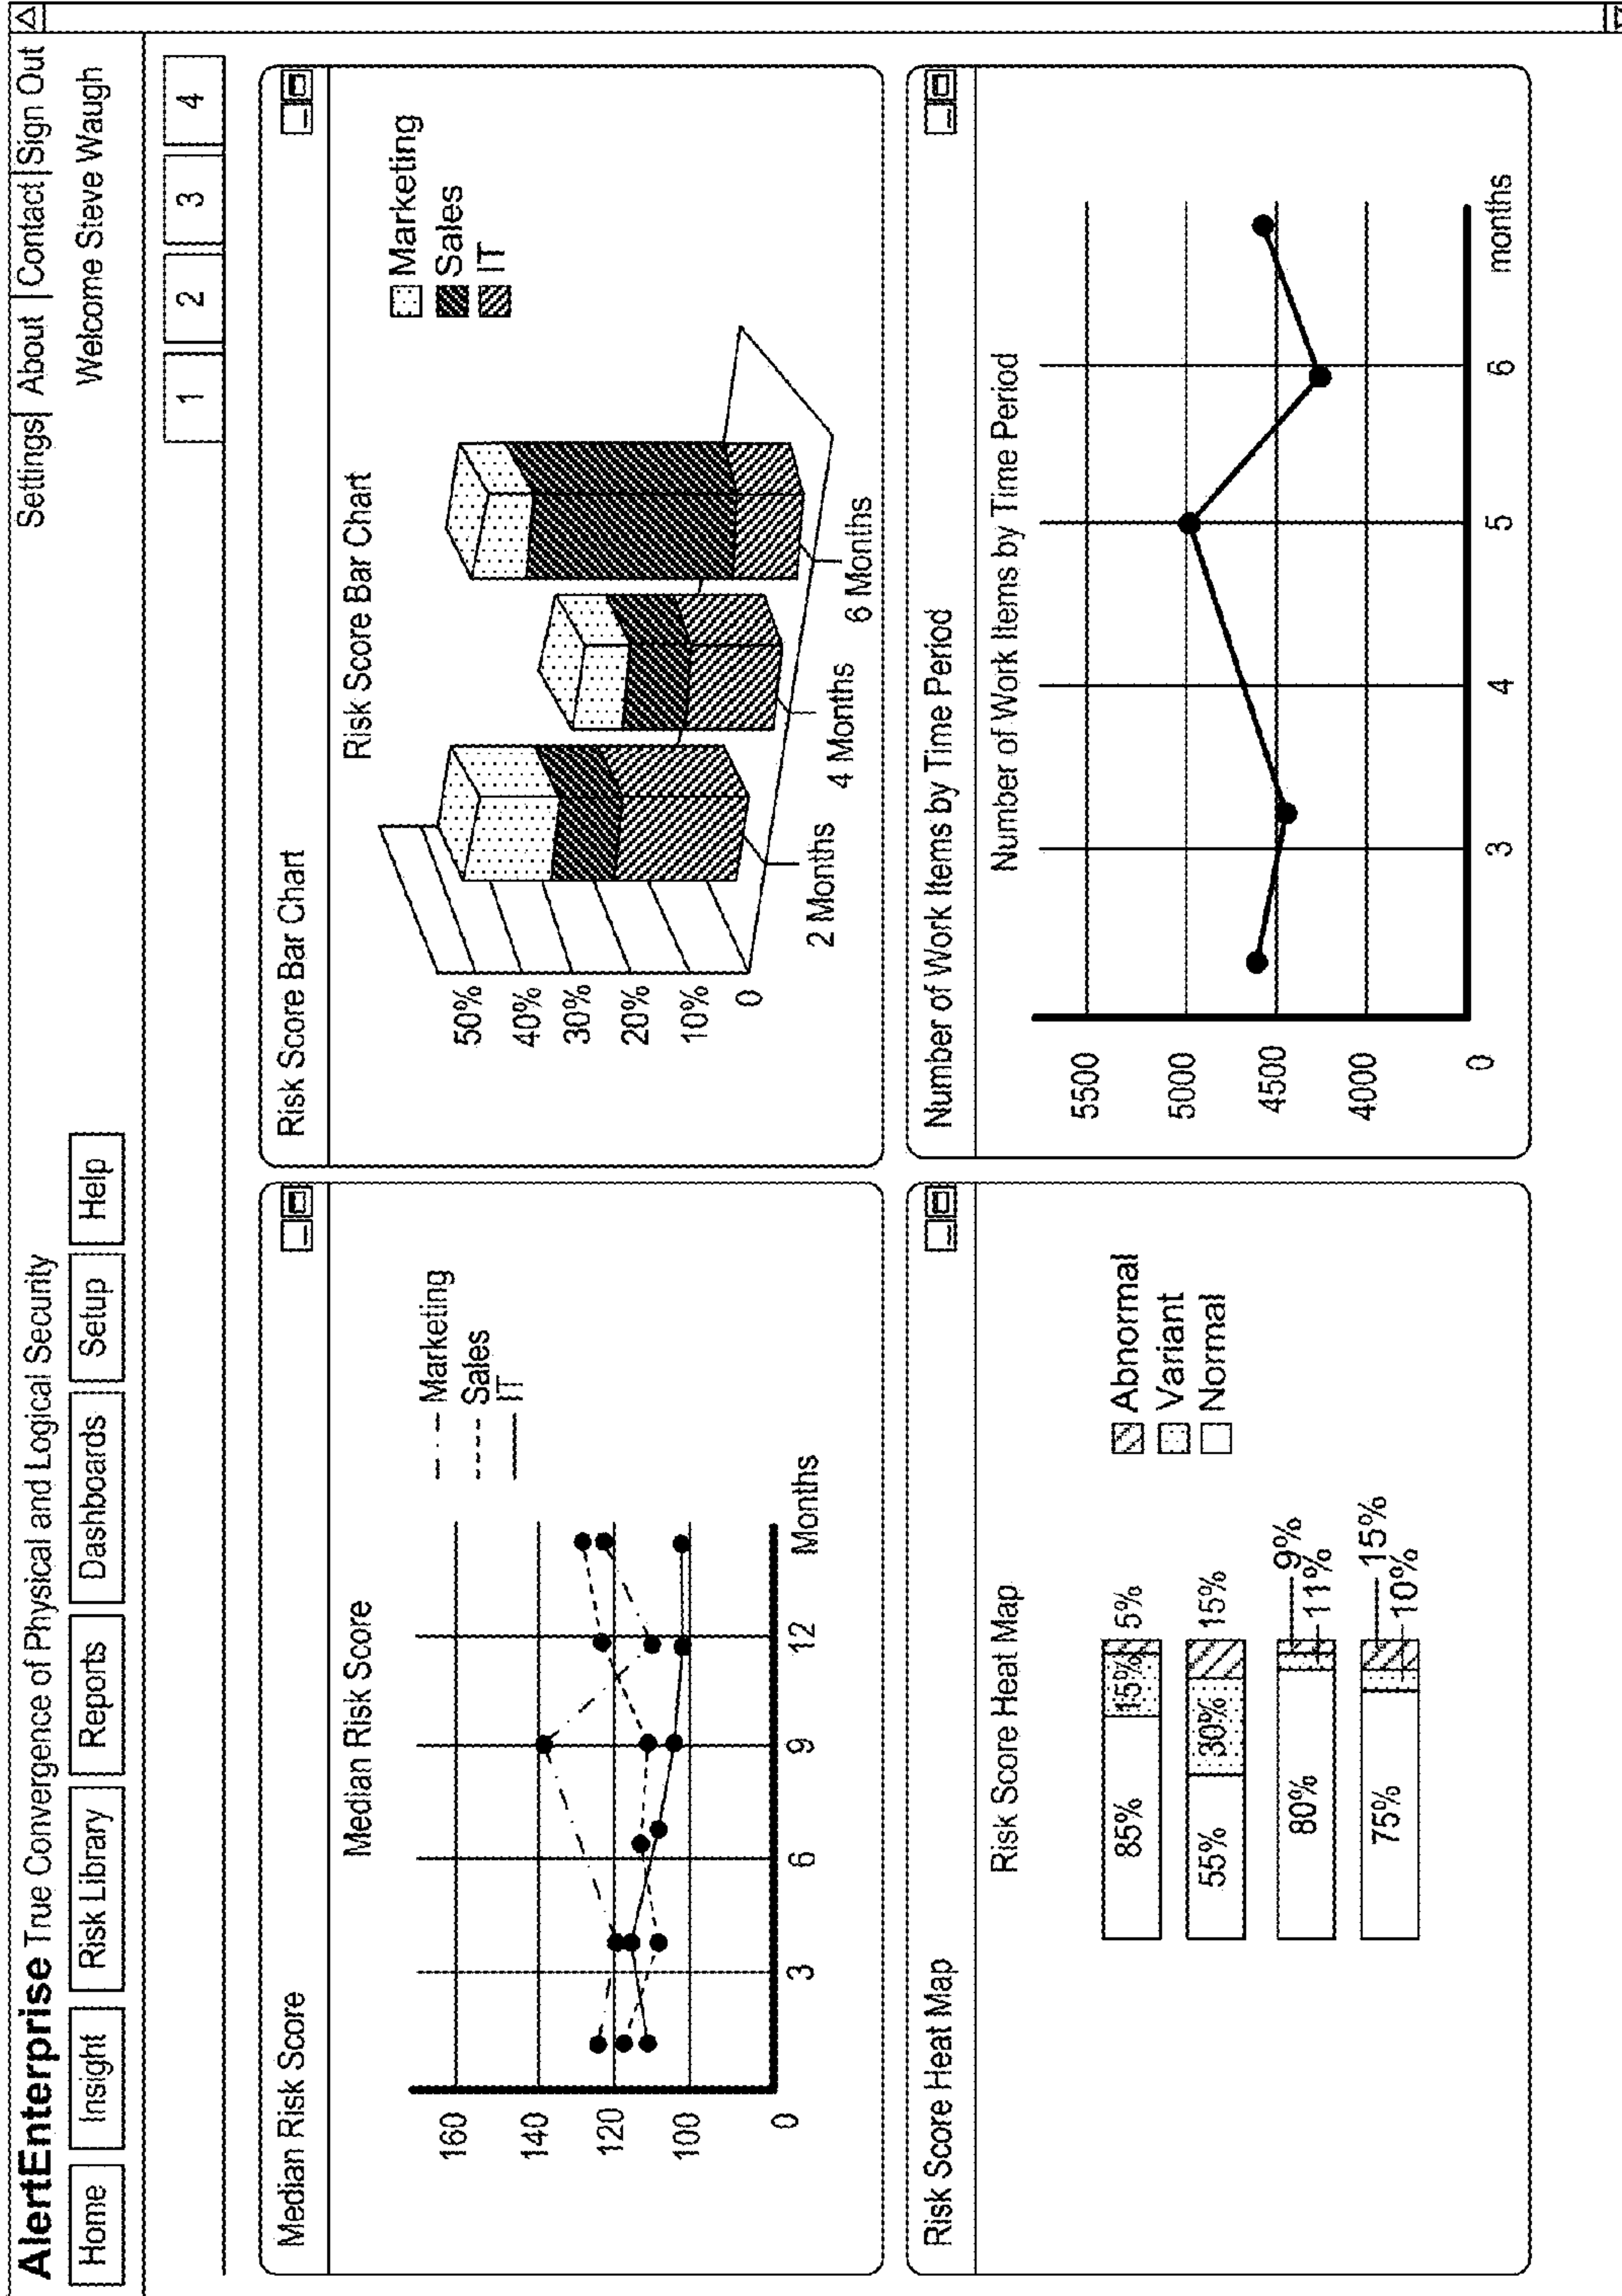 Settings| About |Contact|Sign Out
AlertEnterprise True Convergence of Physical and Logical Security
Welcome Steve Waugh
Home Insight Risk Library Reports Dashboards Setup Help
1 2 3 4
Median Risk Score
Median Risk Score
Marketing
Sales
IT
160
140
120
100
0
3 6 9 12 Months
Risk Score Bar Chart
Risk Score Bar Chart
Marketing
Sales
IT
50%
40%
30%
20%
10%
0
2 Months
4 Months
6 Months
Risk Score Heat Map
Risk Score Heat Map
85% 15% 5%
55% 30% 15%
80% 9%
11%
75% 15%
10%
Abnormal
Variant
Normal
Number of Work Items by Time Period
Number of Work Items by Time Period
5500
5000
4500
4000
0
3 4 5 6 months